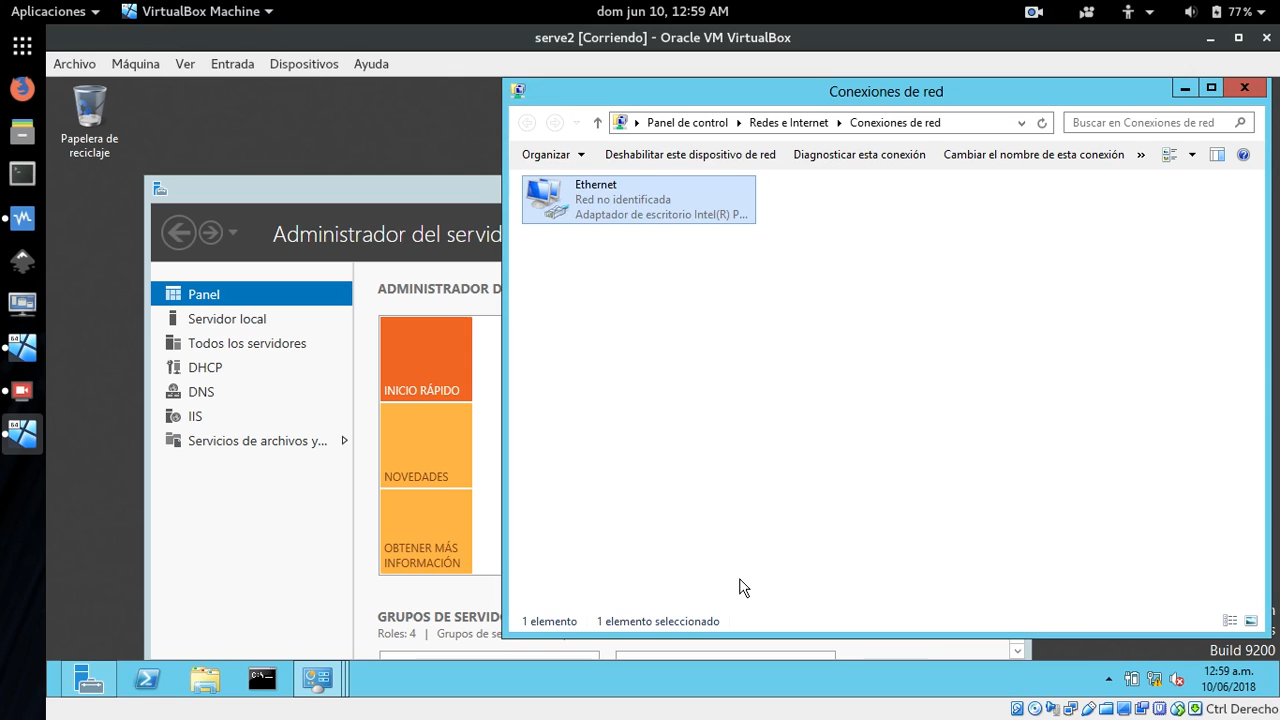 Aplicaciones
VirtualBox Machine
dom jun 10, 12:59 AM
77%
serve2 [Corriendo] - Oracle VM VirtualBox
Archivo Máquina Ver Entrada Dispositivos Ayuda
Papelera de
reciclaje
Conexiones de red
Panel de control Redes e Internet Conexiones de red
Buscar en Conexiones de red
Organizar Deshabilitar este dispositivo de red Diagnosticar esta conexión Cambiar el nombre de esta conexión »
Ethernet
Red no identificada
Adaptador de escritorio Intel(R) P...
Administrador del servid
Panel
Servidor local
Todos los servidores
DHCP
DNS
IIS
Servicios de archivos y...
ADMINISTRADOR D
INICIO RÁPIDO
NOVEDADES
OBTENER MÁS
INFORMACIÓN
GRUPOS DE SERVIDO
Roles: 4 | Grupos de se
1 elemento 1 elemento seleccionado
Build 9200
12:59 a.m.
10/06/2018
Ctrl Derecho